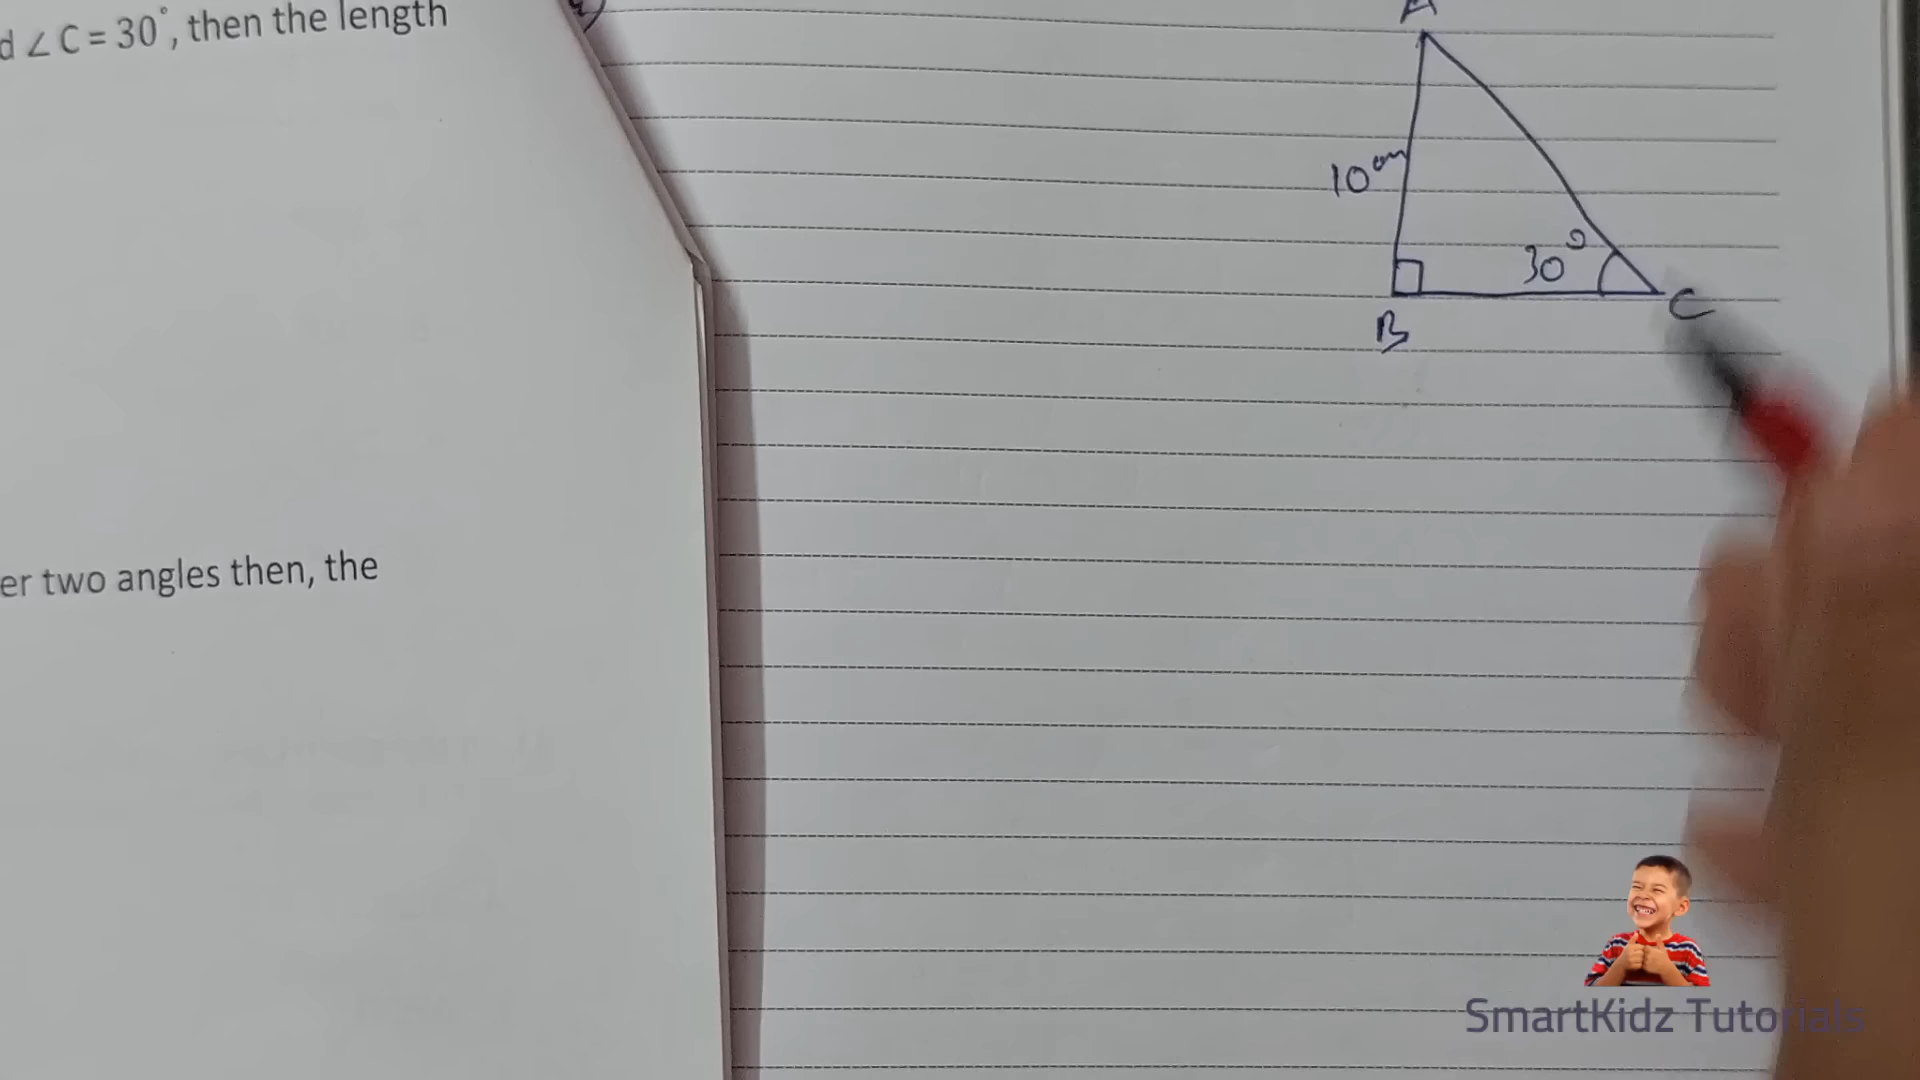 d ∠ C = 30°, then the length
er two angles then, the
A
10cm
30°
C
B
SmartKidz Tutorials